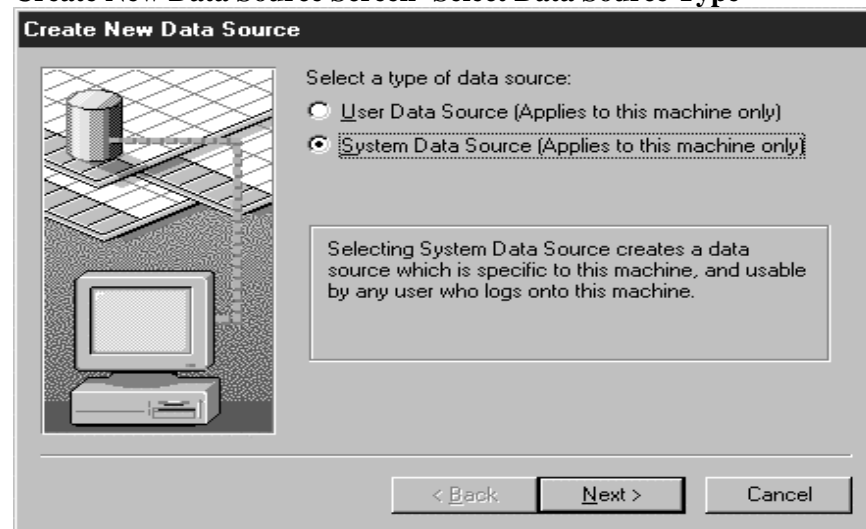 Create New Data Source Screen- Select Data Source Type
Create New Data Source
Select a type of data source:
User Data Source (Applies to this machine only)
System Data Source (Applies to this machine only)
Selecting System Data Source creates a data
source which is specific to this machine, and usable
by any user who logs onto this machine.
< Back
Next >
Cancel